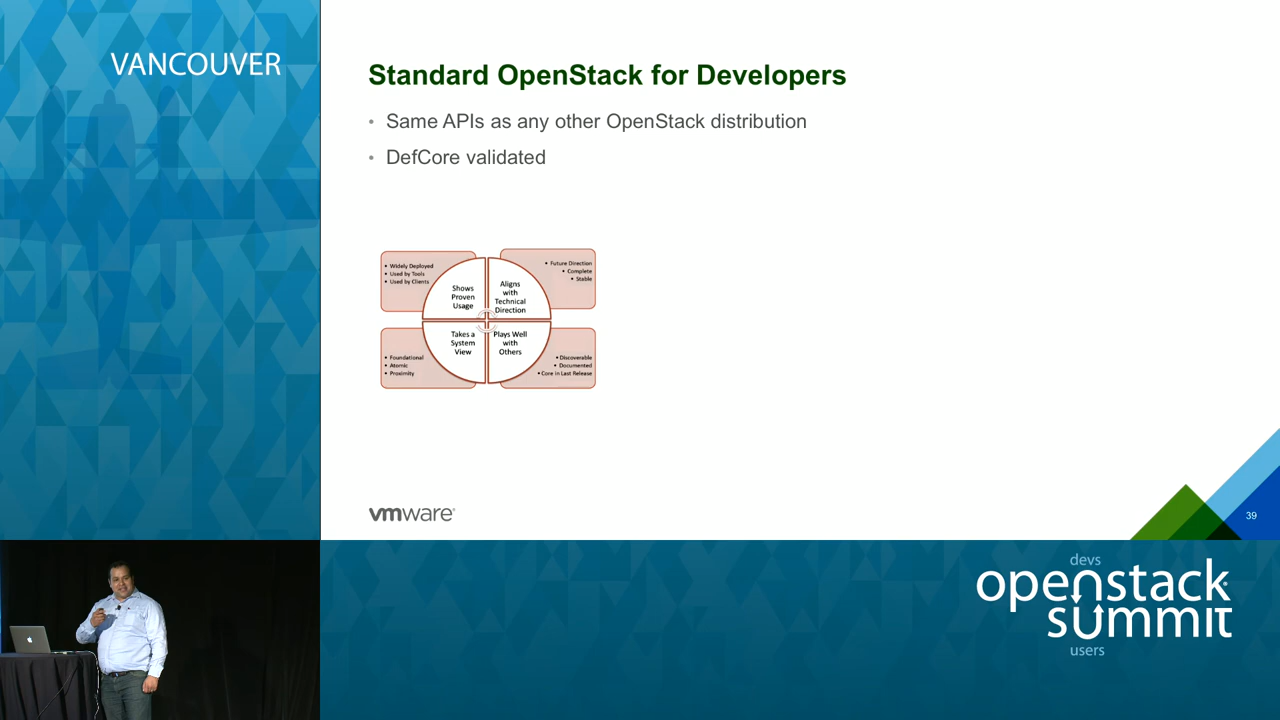 VANCOUVER
Standard OpenStack for Developers
• Same APIs as any other OpenStack distribution
• DefCore validated
• Widely Deployed
• Used by Tools
• Used by Clients
Shows
Proven
Usage
Aligns
with
Technical
Direction
• Future Direction
• Complete
• Stable
• Foundational
• Atomic
• Proximity
Takes a
System
View
Plays Well
with
Others
• Discoverable
• Documented
• Core in Last Release
vmware
39
devs
openstack
summit
users